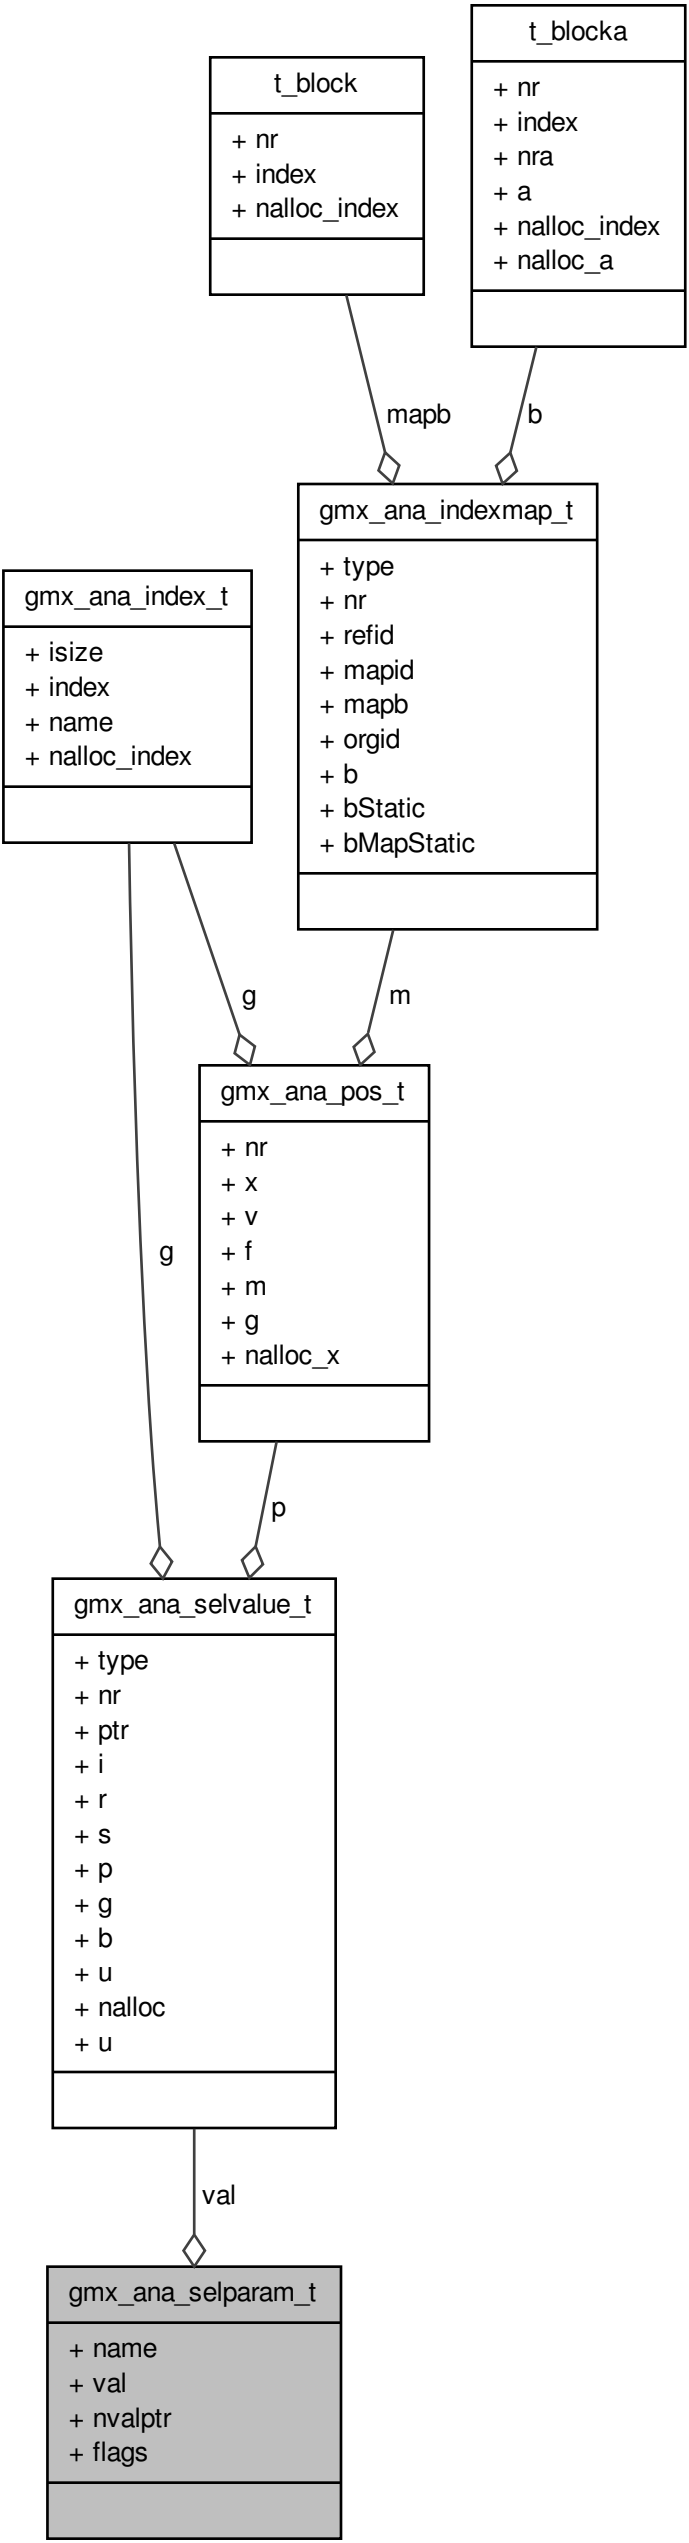 t_blocka
+ nr
+ index
+ nra
+ a
+ nalloc_index
+ nalloc_a
t_block
+ nr
+ index
+ nalloc_index
mapb
b
gmx_ana_indexmap_t
+ type
+ nr
+ refid
+ mapid
+ mapb
+ orgid
+ b
+ bStatic
+ bMapStatic
gmx_ana_index_t
+ isize
+ index
+ name
+ nalloc_index
g
m
gmx_ana_pos_t
+ nr
+ x
+ v
+ f
+ m
+ g
+ nalloc_x
g
p
gmx_ana_selvalue_t
+ type
+ nr
+ ptr
+ i
+ r
+ s
+ p
+ g
+ b
+ u
+ nalloc
+ u
val
gmx_ana_selparam_t
+ name
+ val
+ nvalptr
+ flags